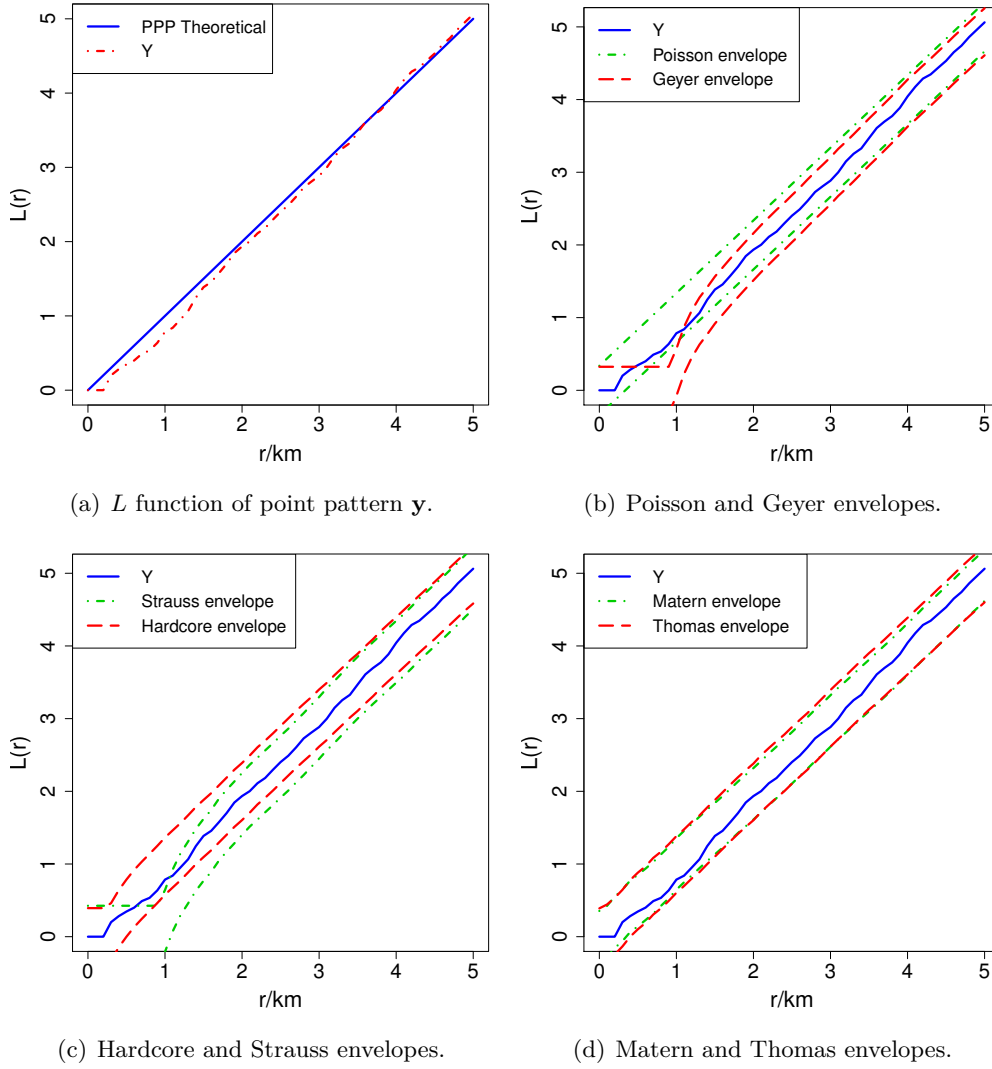 PPP Theoretical
Y
L(r)
5
4
3
2
1
0
0 1 2 3 4 5
r/km
(a) L function of point pattern y.
Y
Poisson envelope
Geyer envelope
L(r)
5
4
3
2
1
0
0 1 2 3 4 5
r/km
(b) Poisson and Geyer envelopes.
Y
Strauss envelope
Hardcore envelope
L(r)
5
4
3
2
1
0
0 1 2 3 4 5
r/km
(c) Hardcore and Strauss envelopes.
Y
Matern envelope
Thomas envelope
L(r)
5
4
3
2
1
0
0 1 2 3 4 5
r/km
(d) Matern and Thomas envelopes.